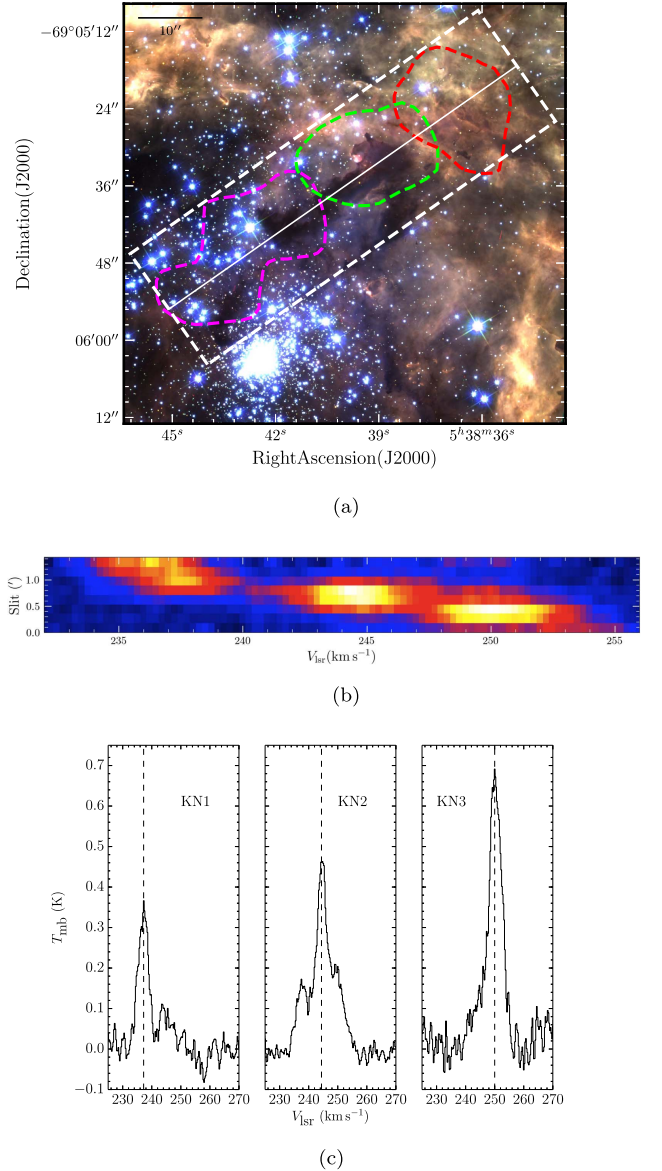 10″
−69°05′12″
24″
36″
48″
06′00″
12″
Declination(J2000)
45ˢ 42ˢ 39ˢ 5ʰ38ᵐ36ˢ
RightAscension(J2000)
(a)
Slit (′)
1.0
0.5
0.0
235 240 245 250 255
Vlsr(km s⁻¹)
(b)
Tmb (K)
0.7
0.6
0.5
0.4
0.3
0.2
0.1
0.0
−0.1
KN1 KN2 KN3
230 240 250 260 270 230 240 250 260 270 230 240 250 260 270
Vlsr (km s⁻¹)
(c)